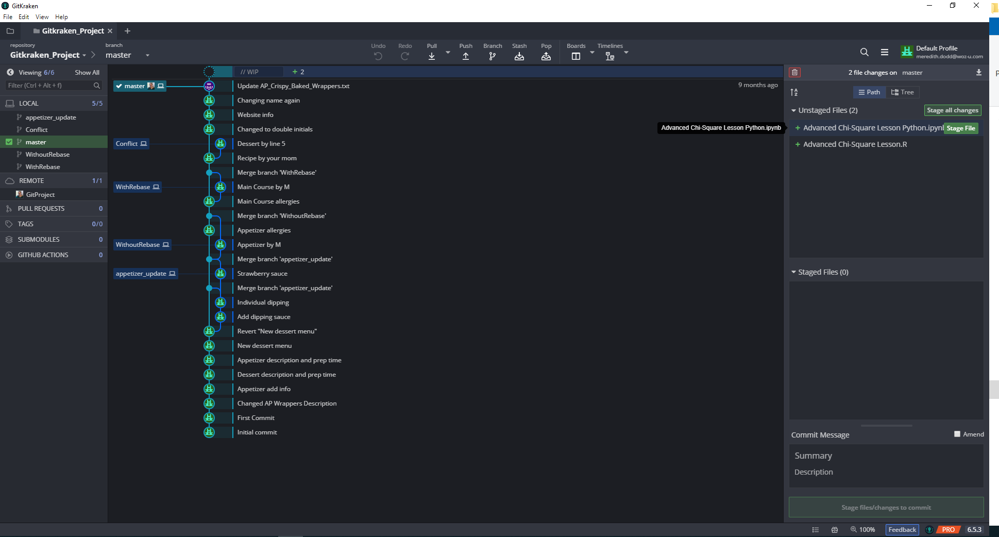 GitKraken
File Edit View Help
Gitkraken_Project
repository
Gitkraken_Project
branch
master
Undo Redo Pull Push Branch Stash Pop Boards Timelines
Default Profile
meredith.dodd@woz-u.com
Viewing 6/6 Show All
Filter (Ctrl + Alt + f)
LOCAL 5/5
appetizer_update
Conflict
master
WithoutRebase
WithRebase
REMOTE 1/1
GitProject
PULL REQUESTS 0
TAGS 0/0
SUBMODULES 0
GITHUB ACTIONS 0
// WIP + 2
master Update AP_Crispy_Baked_Wrappers.txt 9 months ago
Changing name again
Website info
Changed to double initials
Conflict Dessert by line 5
Recipe by your mom
Merge branch 'WithRebase'
WithRebase Main Course by M
Main Course allergies
Merge branch 'WithoutRebase'
Appetizer allergies
WithoutRebase Appetizer by M
Merge branch 'appetizer_update'
appetizer_update Strawberry sauce
Merge branch 'appetizer_update'
Individual dipping
Add dipping sauce
Revert "New dessert menu"
New dessert menu
Appetizer description and prep time
Dessert description and prep time
Appetizer add info
Changed AP Wrappers Description
First Commit
Initial commit
2 file changes on master
Path Tree
Unstaged Files (2) Stage all changes
Advanced Chi-Square Lesson Python.ipynb
+ Advanced Chi-Square Lesson Python.ipynb Stage File
+ Advanced Chi-Square Lesson.R
Staged Files (0)
Commit Message Amend
Summary
Description
Stage files/changes to commit
100% Feedback PRO 6.5.3